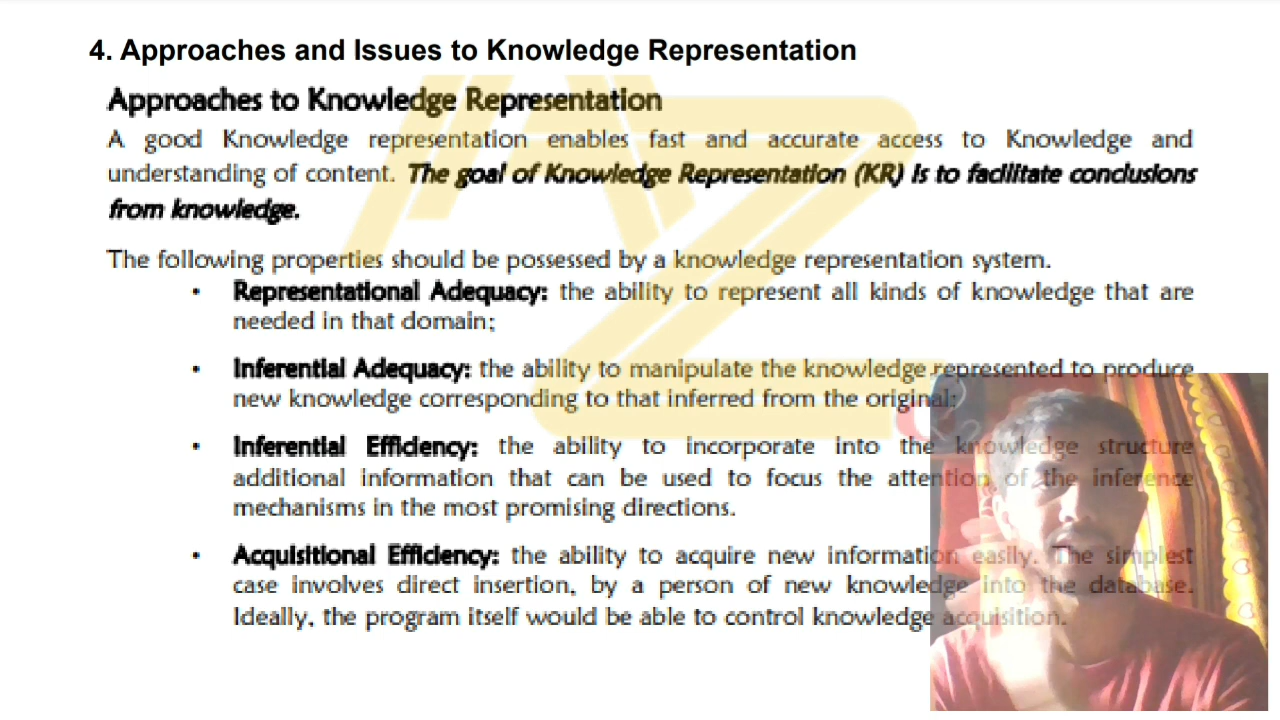 4. Approaches and Issues to Knowledge Representation
Approaches to Knowledge Representation
A good Knowledge representation enables fast and accurate access to Knowledge and
understanding of content. The goal of Knowledge Representation (KR) is to facilitate conclusions
from knowledge.
The following properties should be possessed by a knowledge representation system.
• Representational Adequacy: the ability to represent all kinds of knowledge that are
needed in that domain;
• Inferential Adequacy: the ability to manipulate the knowledge represented to produce
new knowledge corresponding to that inferred from the original;
• Inferential Efficiency: the ability to incorporate into the knowledge structure
additional information that can be used to focus the attention of the inference
mechanisms in the most promising directions.
• Acquisitional Efficiency: the ability to acquire new information easily. The simplest
case involves direct insertion, by a person of new knowledge into the database.
Ideally, the program itself would be able to control knowledge acquisition.